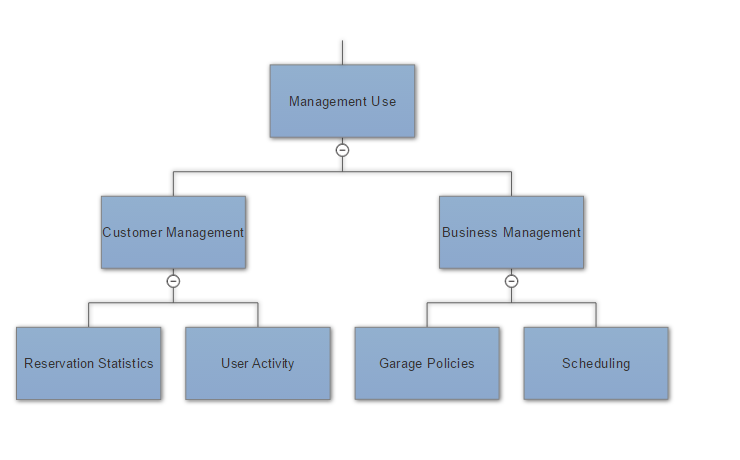 Management Use
Customer Management
Business Management
Reservation Statistics
User Activity
Garage Policies
Scheduling